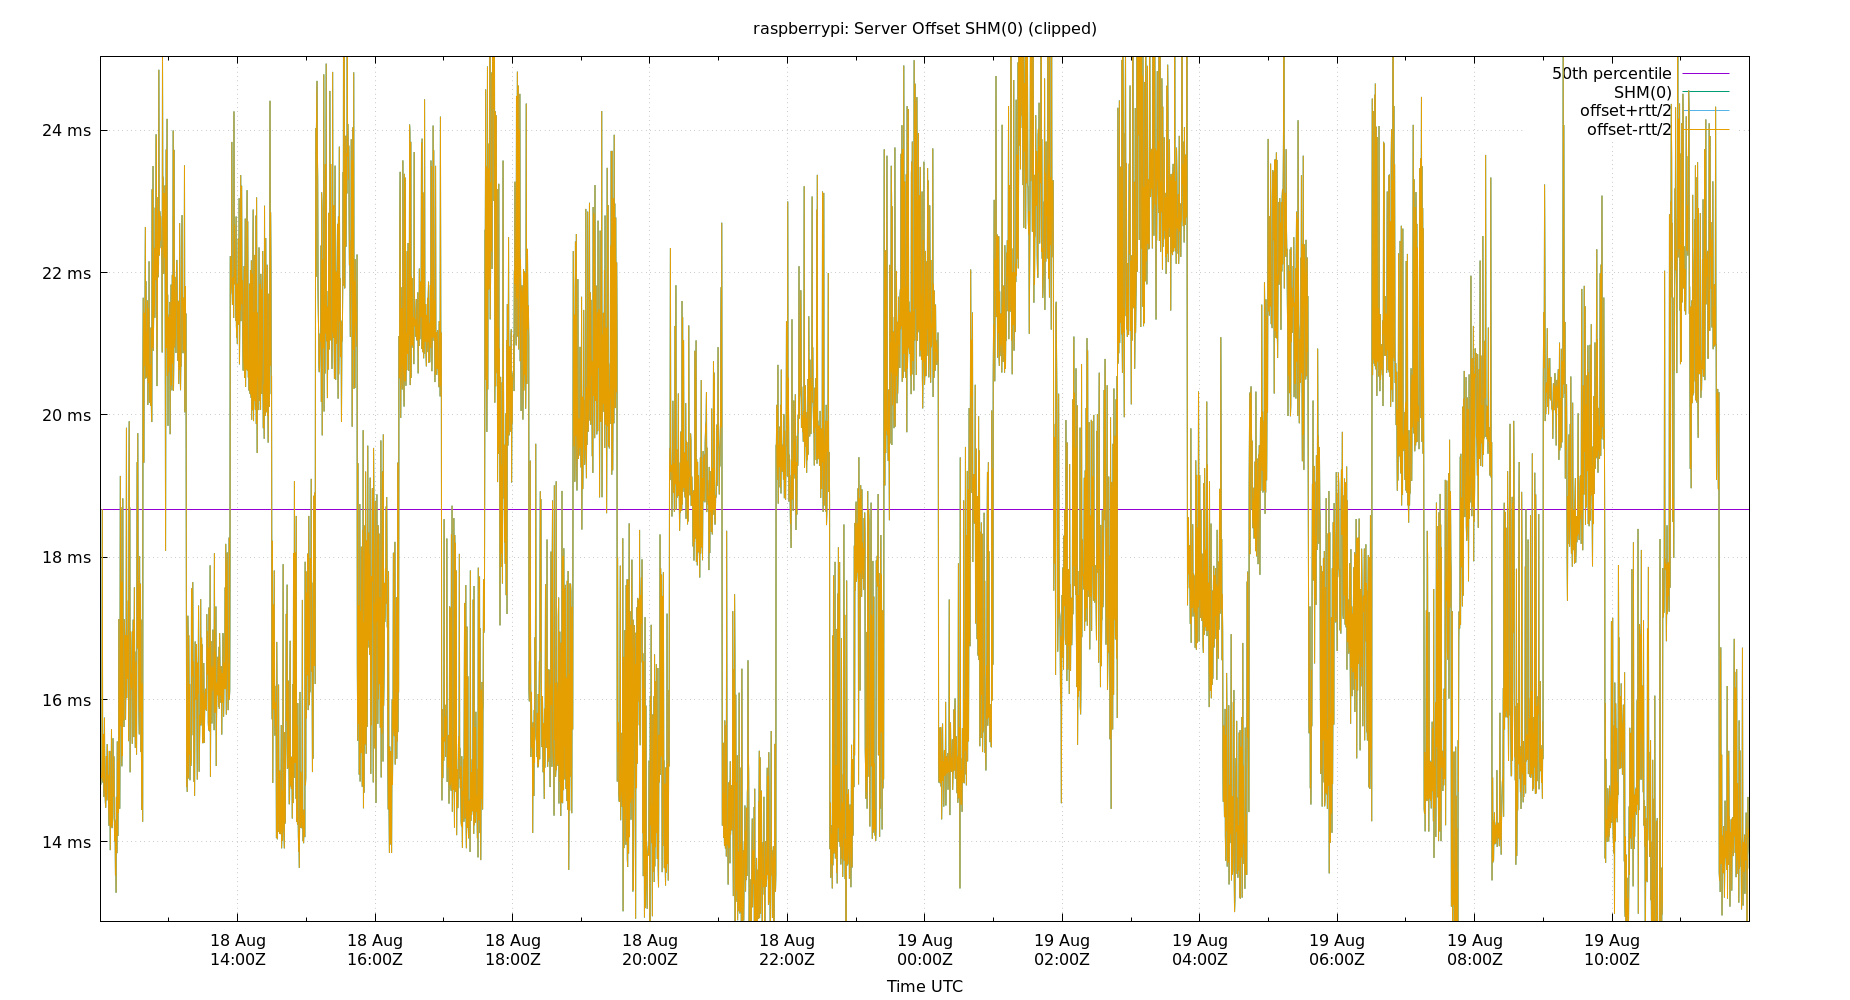 raspberrypi: Server Offset SHM(0) (clipped)
50th percentile
SHM(0)
offset+rtt/2
offset-rtt/2
24 ms
22 ms
20 ms
18 ms
16 ms
14 ms
18 Aug 18 Aug 18 Aug 18 Aug 18 Aug 19 Aug 19 Aug 19 Aug 19 Aug 19 Aug 19 Aug
14:00Z 16:00Z 18:00Z 20:00Z 22:00Z 00:00Z 02:00Z 04:00Z 06:00Z 08:00Z 10:00Z
Time UTC